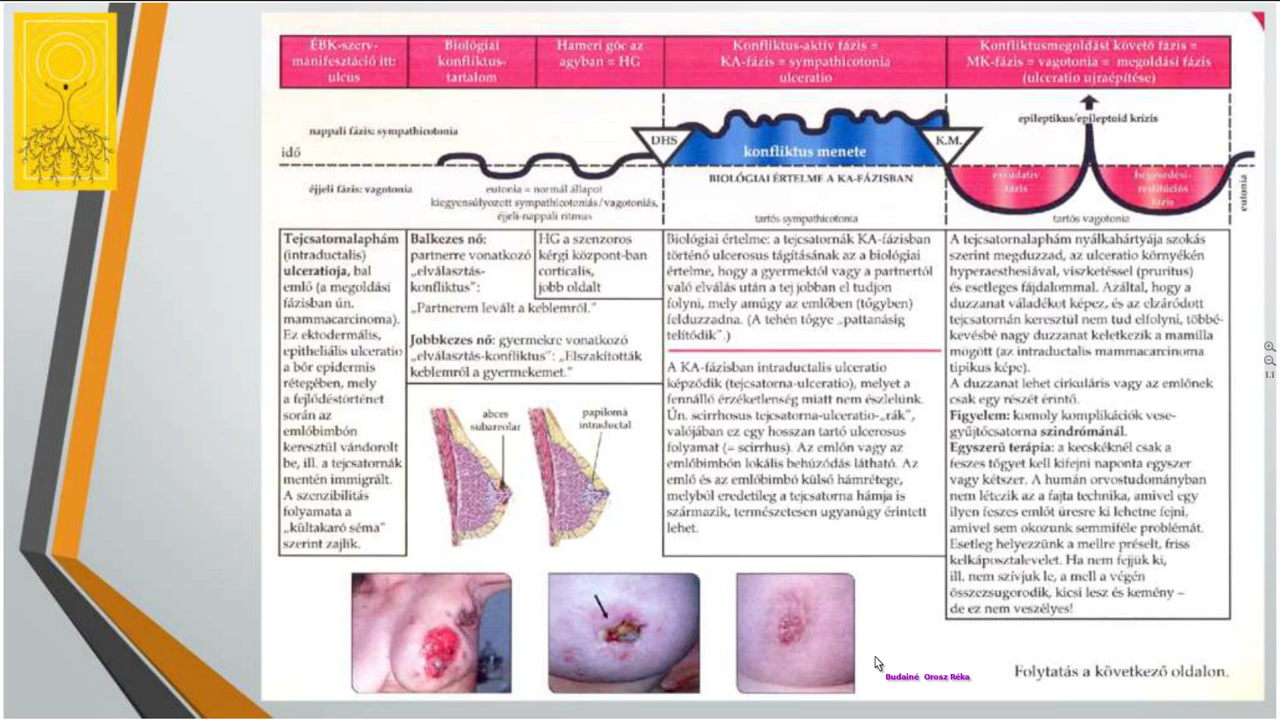 ÉBK-szerv-
manifesztáció itt:
ulcus
Biológiai
konfliktus-
tartalom
Hameri góc az
agyban = HG
Konfliktus-aktív fázis =
KA-fázis = sympathicotonia
ulceratio
Konfliktusmegoldást követő fázis =
MK-fázis = vagotonia = megoldási fázis
(ulceratio ujraépítése)
nappali fázis: sympathicotonia
idő
éjjeli fázis: vagotonia
eutonia = normál állapot
kiegyensúlyozott sympathicotoniás/vagotoniás,
éjjeli-nappali ritmus
DHS
konfliktus menete
BIOLÓGIAI ÉRTELME A KA-FÁZISBAN
tartós sympathicotonia
K.M.
epileptikus/epileptoid krízis
exsudativ
fázis
hegesedési-
restitúciós
fázis
tartós vagotonia
eutonia
Tejcsatornalaphám
(intraductalis)
ulceratioja, bal
emlő (a megoldási
fázisban ún.
mammacarcinoma).
Ez ektodermális,
epitheliális ulceratio
a bőr epidermis
rétegében, mely
a fejlődéstörténet
során az
emlőbimbón
keresztül vándorolt
be, ill. a tejcsatornák
mentén immigrált.
A szenzibilitás
folyamata a
„kültakaró séma"
szerint zajlik.
Balkezes nő:
partnerre vonatkozó
„elválasztás-
konfliktus":
„Partnerem levált a keblemről."
Jobbkezes nő: gyermekre vonatkozó
„elválasztás-konfliktus": „Elszakították
keblemről a gyermekemet."
HG a szenzoros
kérgi központ-ban
corticalis,
jobb oldalt
abces
subareolar
papiloma
intraductal
Biológiai értelme: a tejcsatornák KA-fázisban
történő ulcerosus tágításának az a biológiai
értelme, hogy a gyermektől vagy a partnertől
való elválás után a tej jobban el tudjon
folyni, mely amúgy az emlőben (tőgyben)
felduzzadna. (A tehén tőgye „pattanásig
telítődik".)
A KA-fázisban intraductalis ulceratio
képződik (tejcsatorna-ulceratio), melyet a
fennálló érzéketlenség miatt nem észlelünk.
Ún. scirrhosus tejcsatorna-ulceratio-„rák",
valójában ez egy hosszan tartó ulcerosus
folyamat (= scirrhus). Az emlőn vagy az
emlőbimbón lokális behúzódás látható. Az
emlő és az emlőbimbó külső hámrétege,
melyből eredetileg a tejcsatorna hámja is
származik, természetesen ugyanúgy érintett
lehet.
A tejcsatornalaphám nyálkahártyája szokás
szerint megduzzad, az ulceratio környékén
hyperaesthesiával, viszketéssel (pruritus)
és esetleges fájdalommal. Azáltal, hogy a
duzzanat váladékot képez, és az elzáródott
tejcsatornán keresztül nem tud elfolyni, többé-
kevésbé nagy duzzanat keletkezik a mamilla
mögött (az intraductalis mammacarcinoma
tipikus képe).
A duzzanat lehet cirkuláris vagy az emlőnek
csak egy részét érintő.
Figyelem: komoly komplikációk vese-
gyűjtőcsatorna szindrómánál.
Egyszerű terápia: a kecskéknél csak a
feszes tőgyet kell kifejni naponta egyszer
vagy kétszer. A humán orvostudományban
nem létezik az a fajta technika, amivel egy
ilyen feszes emlőt üresre ki lehetne fejni,
amivel sem okozunk semmiféle problémát.
Esetleg helyezzünk a mellre préselt, friss
kelkáposztalevelet. Ha nem fejjük ki,
ill. nem szívjuk le, a mell a végén
összezsugorodik, kicsi lesz és kemény –
de ez nem veszélyes!
Budainé Orosz Réka
Folytatás a következő oldalon.
1:1